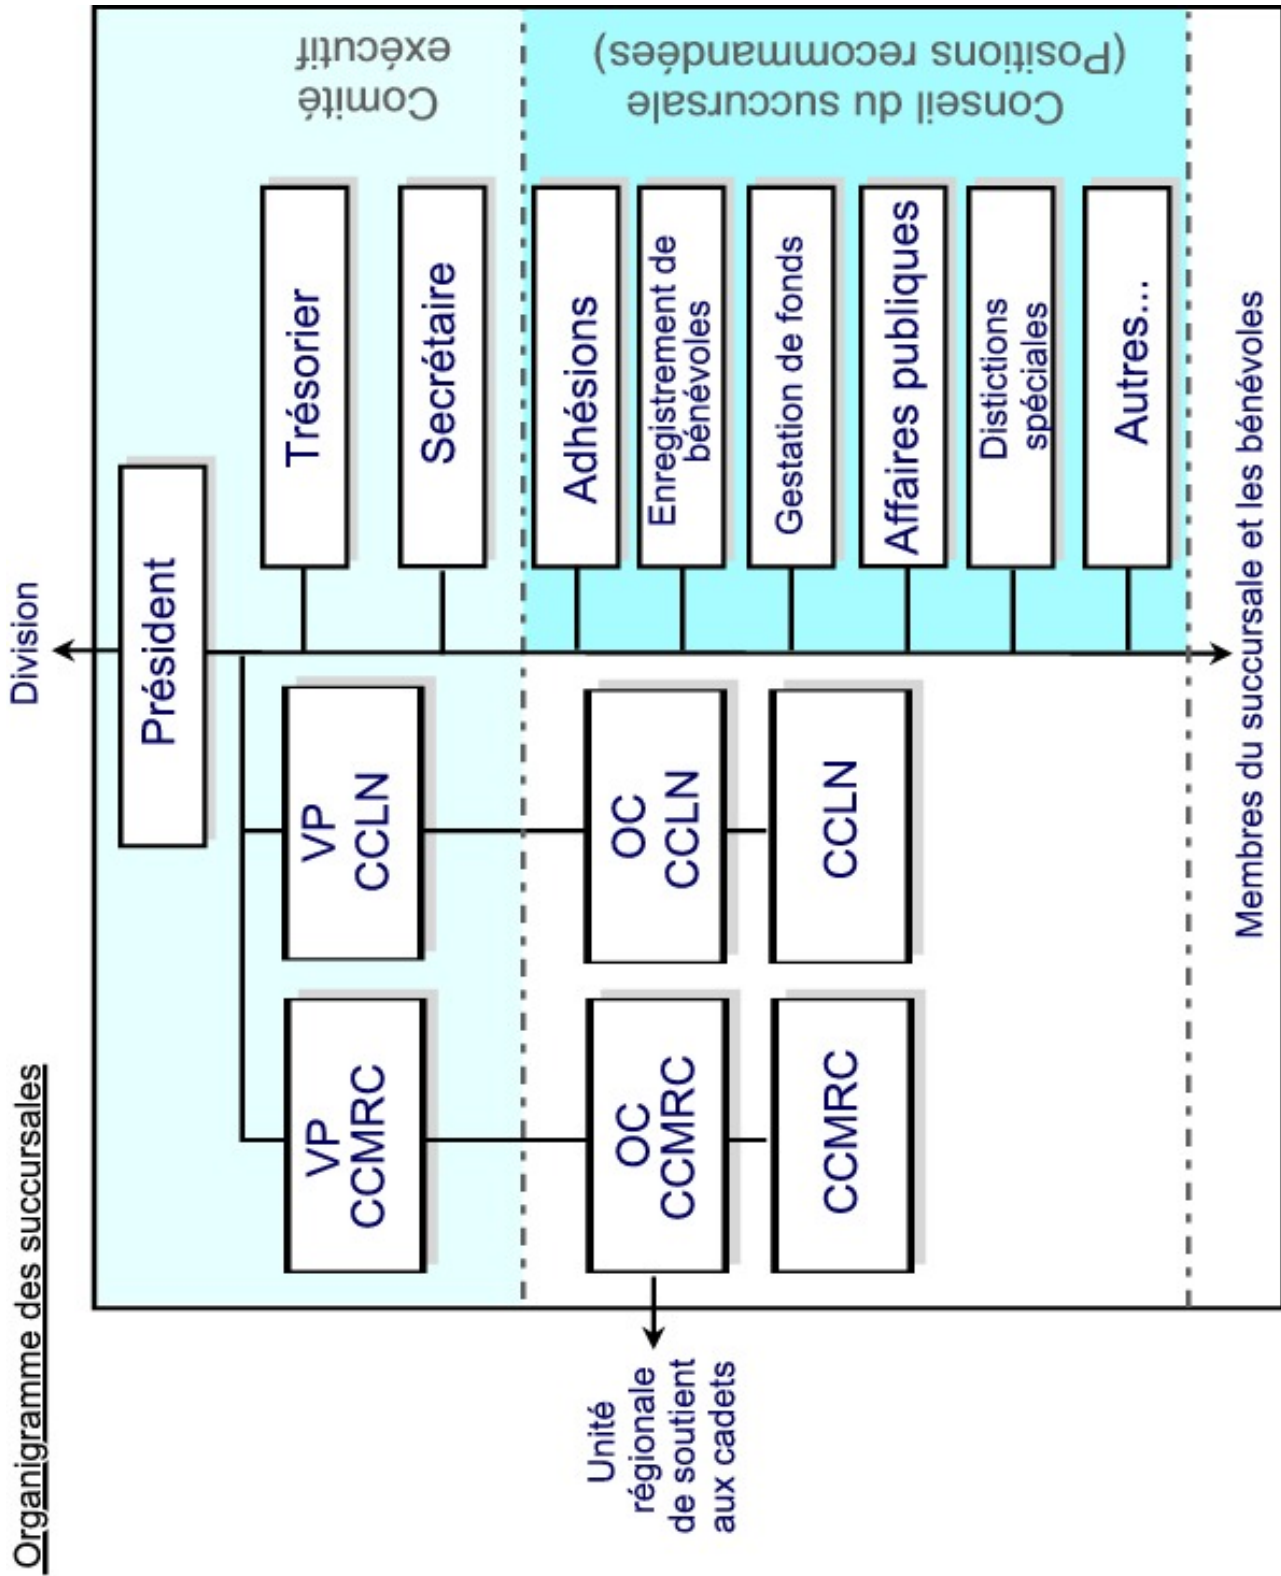 Organigramme des succursales
Division
Président
Trésorier
Secrétaire
Comité
exécutif
VP
CCMRC
VP
CCLN
Conseil du succursale
(Positions recommandées)
Adhésions
Enregistrement de
bénévoles
Gestation de fonds
Affaires publiques
Distictions
spéciales
Autres...
OC
CCMRC
OC
CCLN
CCMRC
CCLN
Unité
régionale
de soutient
aux cadets
Membres du succursale et les bénévoles